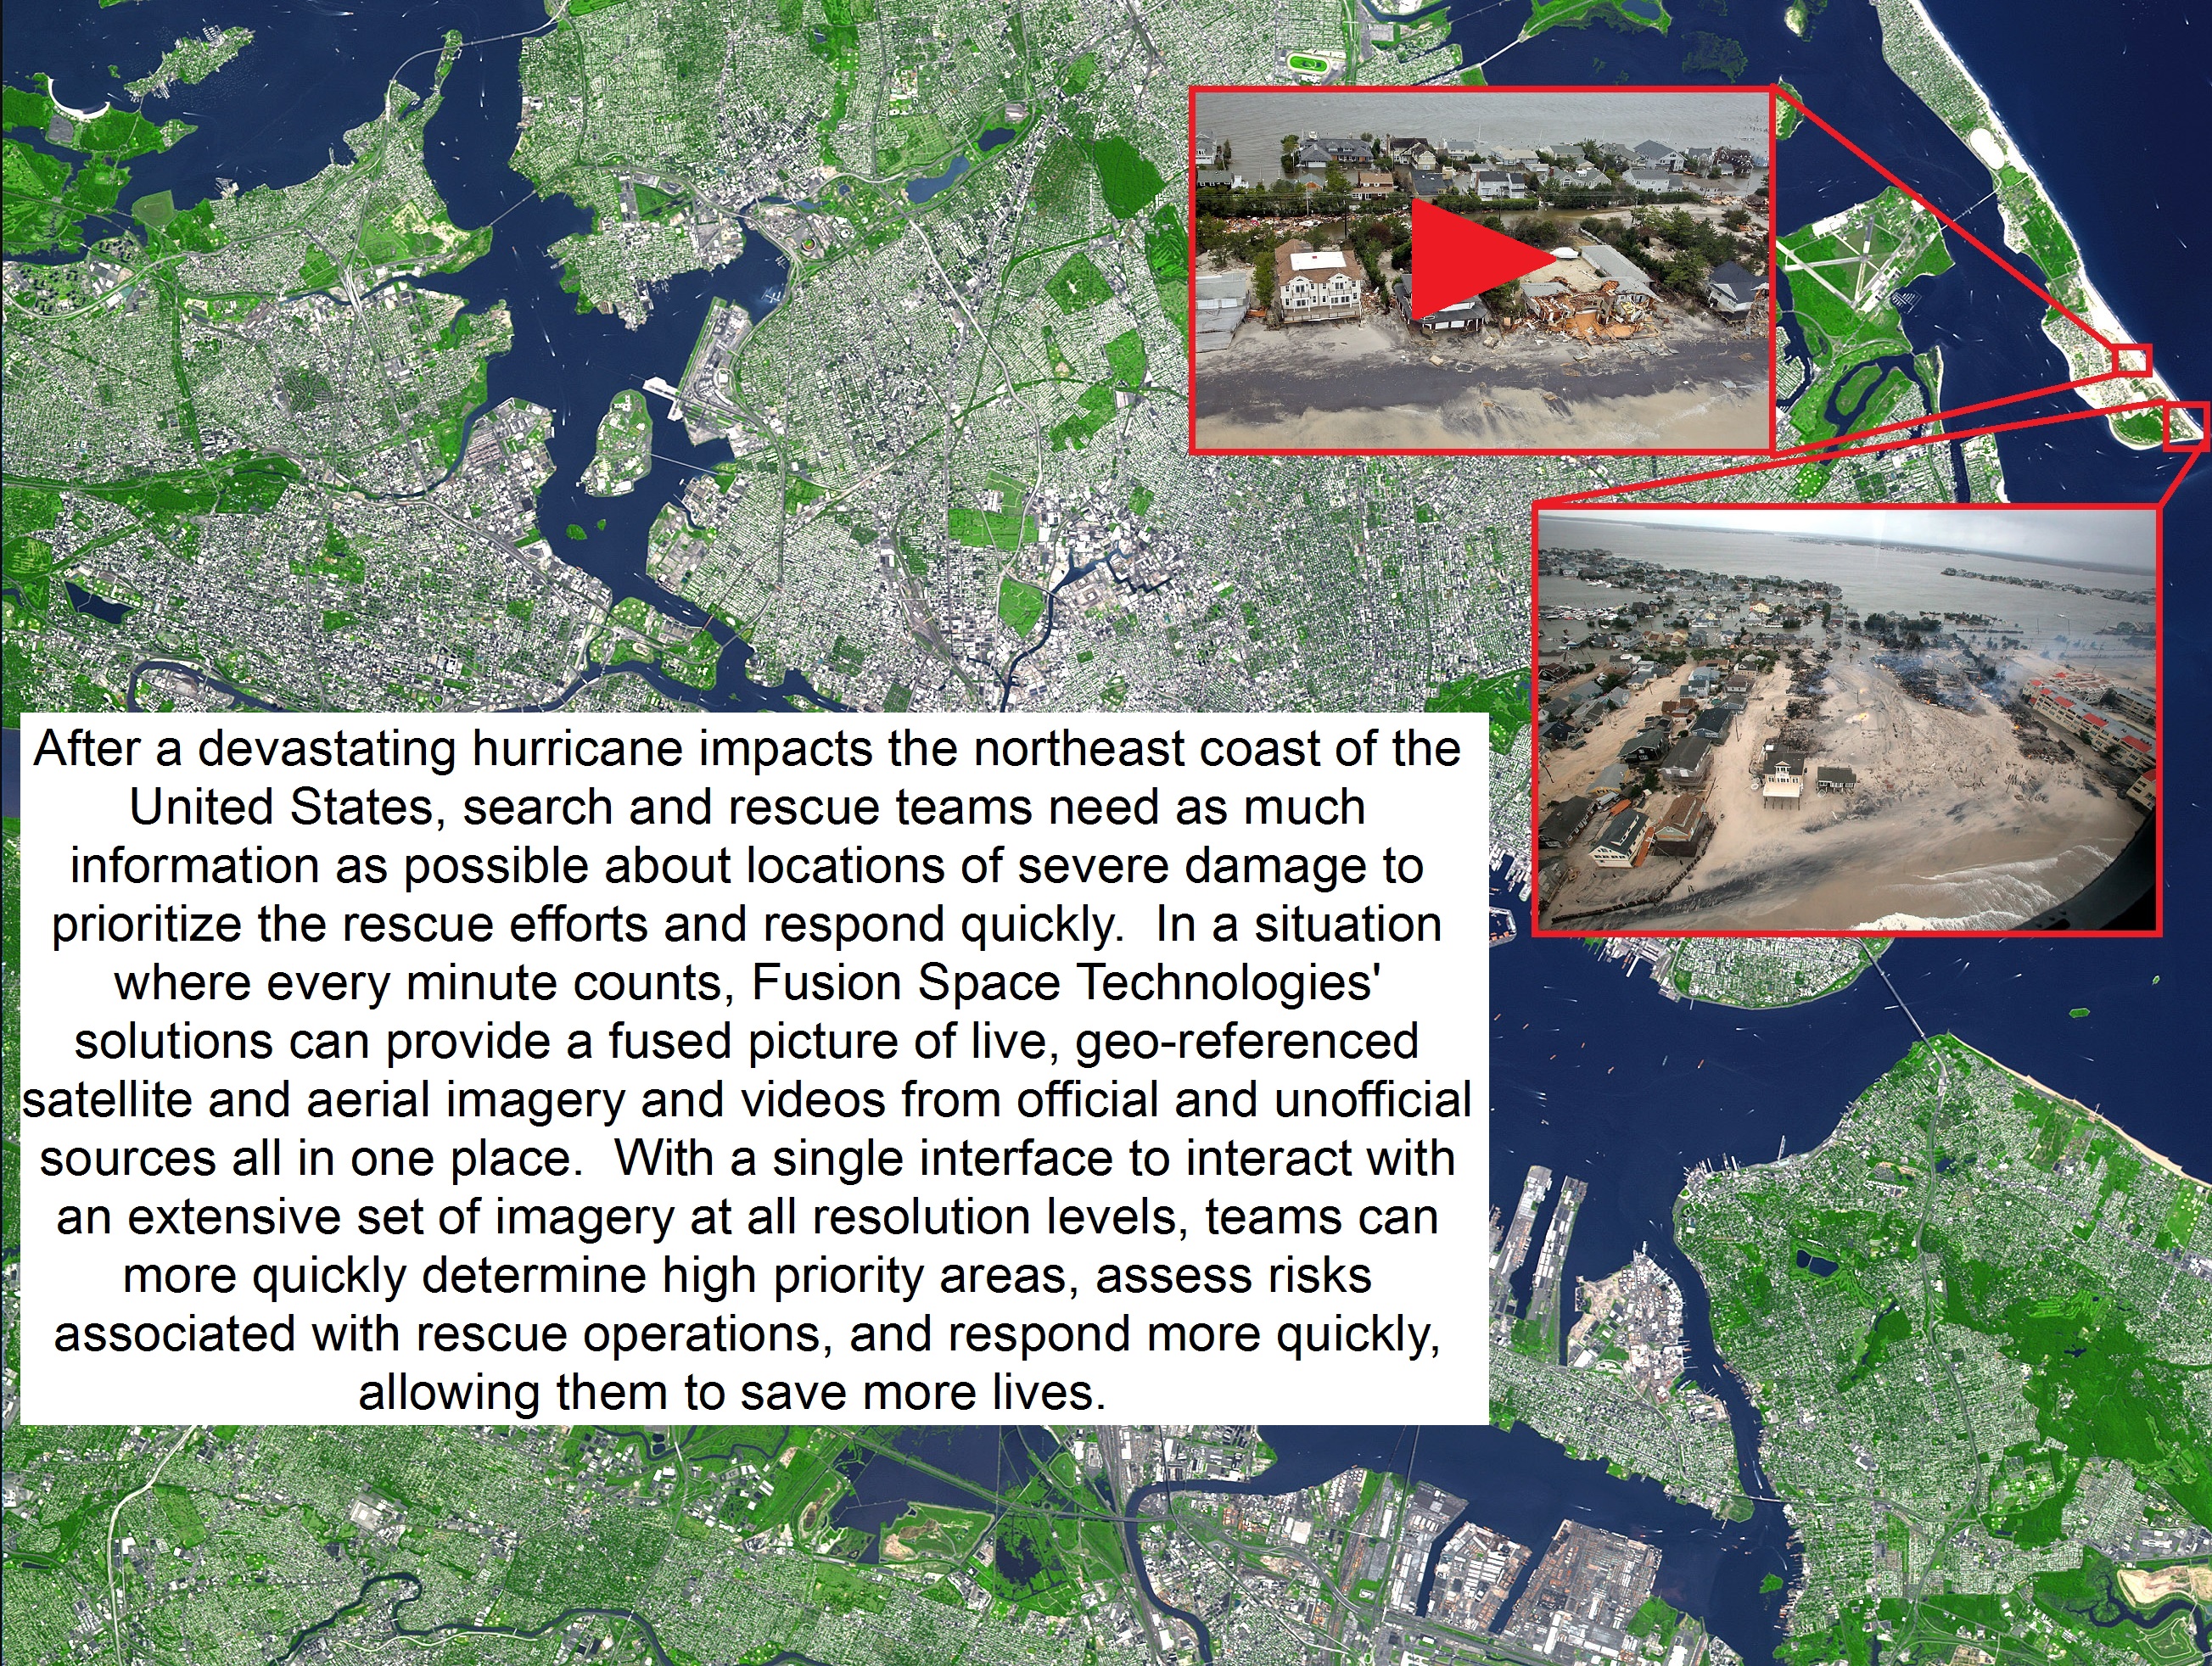 After a devastating hurricane impacts the northeast coast of the
United States, search and rescue teams need as much
information as possible about locations of severe damage to
prioritize the rescue efforts and respond quickly.  In a situation
where every minute counts, Fusion Space Technologies'
solutions can provide a fused picture of live, geo-referenced
satellite and aerial imagery and videos from official and unofficial
sources all in one place.  With a single interface to interact with
an extensive set of imagery at all resolution levels, teams can
more quickly determine high priority areas, assess risks
associated with rescue operations, and respond more quickly,
allowing them to save more lives.